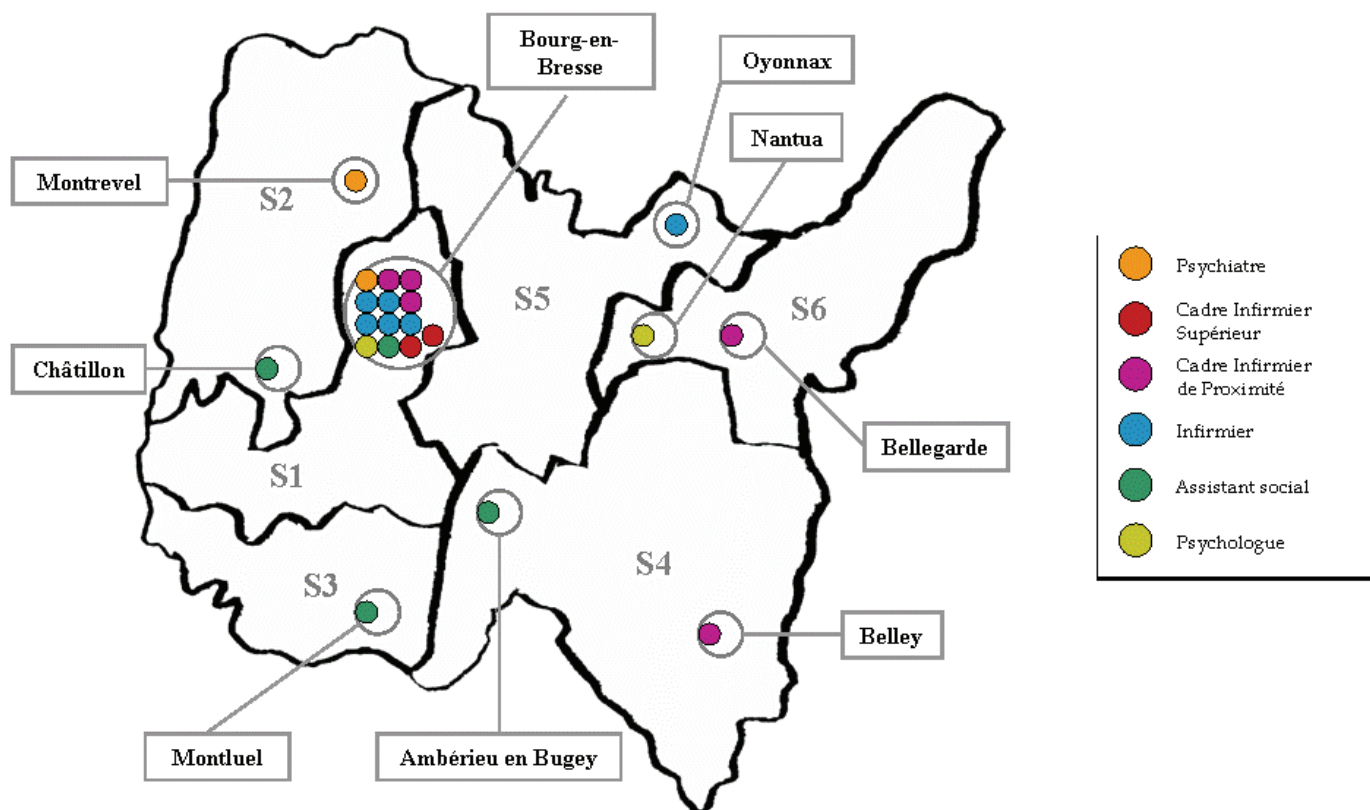 Bourg-en-
Bresse
Oyonnax
Nantua
Montrevel
S2
S5
S6
Châtillon
Bellegarde
S1
S4
S3
Belley
Montluel
Ambérieu en Bugey
Psychiatre
Cadre Infirmier
Supérieur
Cadre Infirmier
de Proximité
Infirmier
Assistant social
Psychologue